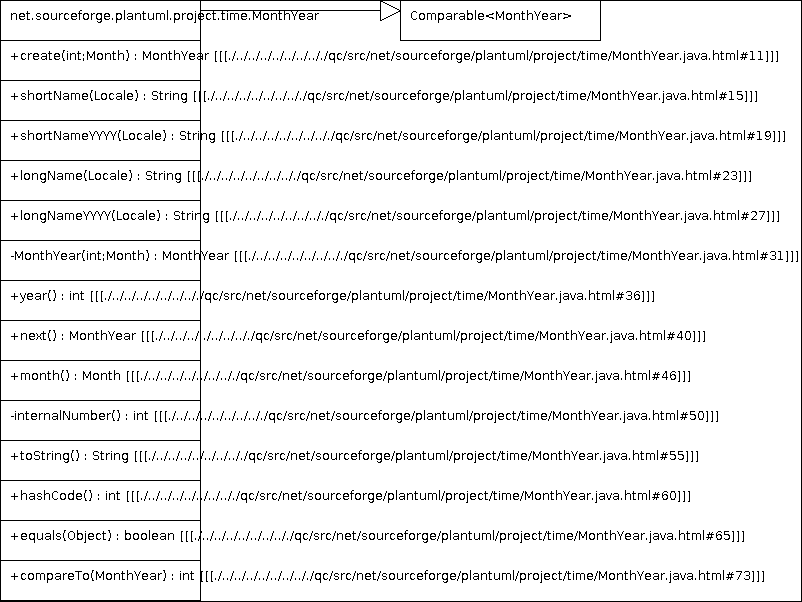 net.sourceforge.plantuml.project.time.MonthYear
Comparable<MonthYear>
+create(int;Month) : MonthYear [[[./../../../../../../../qc/src/net/sourceforge/plantuml/project/time/MonthYear.java.html#11]]]
+shortName(Locale) : String [[[./../../../../../../../qc/src/net/sourceforge/plantuml/project/time/MonthYear.java.html#15]]]
+shortNameYYYY(Locale) : String [[[./../../../../../../../qc/src/net/sourceforge/plantuml/project/time/MonthYear.java.html#19]]]
+longName(Locale) : String [[[./../../../../../../../qc/src/net/sourceforge/plantuml/project/time/MonthYear.java.html#23]]]
+longNameYYYY(Locale) : String [[[./../../../../../../../qc/src/net/sourceforge/plantuml/project/time/MonthYear.java.html#27]]]
-MonthYear(int;Month) : MonthYear [[[./../../../../../../../qc/src/net/sourceforge/plantuml/project/time/MonthYear.java.html#31]]]
+year() : int [[[./../../../../../../../qc/src/net/sourceforge/plantuml/project/time/MonthYear.java.html#36]]]
+next() : MonthYear [[[./../../../../../../../qc/src/net/sourceforge/plantuml/project/time/MonthYear.java.html#40]]]
+month() : Month [[[./../../../../../../../qc/src/net/sourceforge/plantuml/project/time/MonthYear.java.html#46]]]
-internalNumber() : int [[[./../../../../../../../qc/src/net/sourceforge/plantuml/project/time/MonthYear.java.html#50]]]
+toString() : String [[[./../../../../../../../qc/src/net/sourceforge/plantuml/project/time/MonthYear.java.html#55]]]
+hashCode() : int [[[./../../../../../../../qc/src/net/sourceforge/plantuml/project/time/MonthYear.java.html#60]]]
+equals(Object) : boolean [[[./../../../../../../../qc/src/net/sourceforge/plantuml/project/time/MonthYear.java.html#65]]]
+compareTo(MonthYear) : int [[[./../../../../../../../qc/src/net/sourceforge/plantuml/project/time/MonthYear.java.html#73]]]